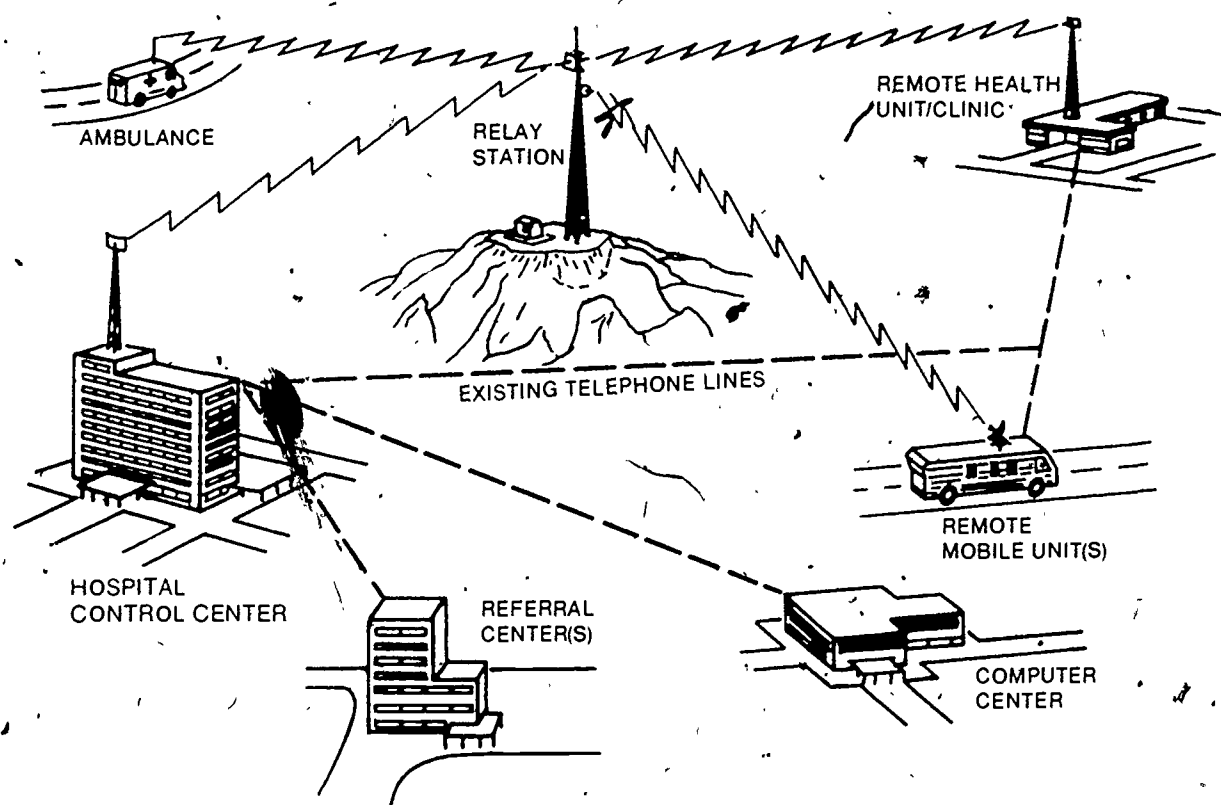 AMBULANCE
RELAY
STATION
REMOTE HEALTH
UNIT/CLINIC
EXISTING TELEPHONE LINES
REMOTE
MOBILE UNIT(S)
HOSPITAL
CONTROL CENTER
REFERRAL
CENTER(S)
COMPUTER
CENTER